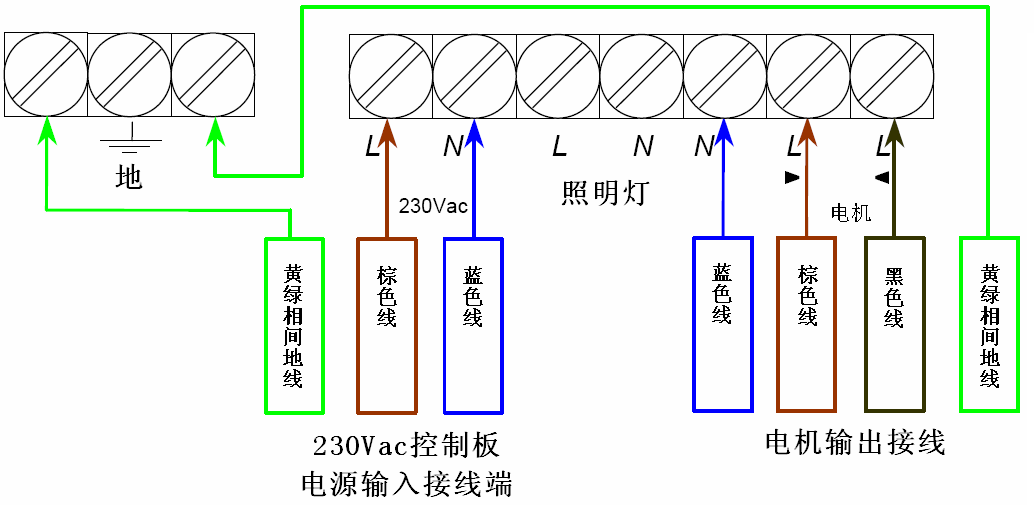 L N L N N L L
地
照明灯
230Vac
电机
黄绿相间地线
棕色线
蓝色线
蓝色线
棕色线
黑色线
黄绿相间地线
230Vac控制板
电源输入接线端
电机输出接线